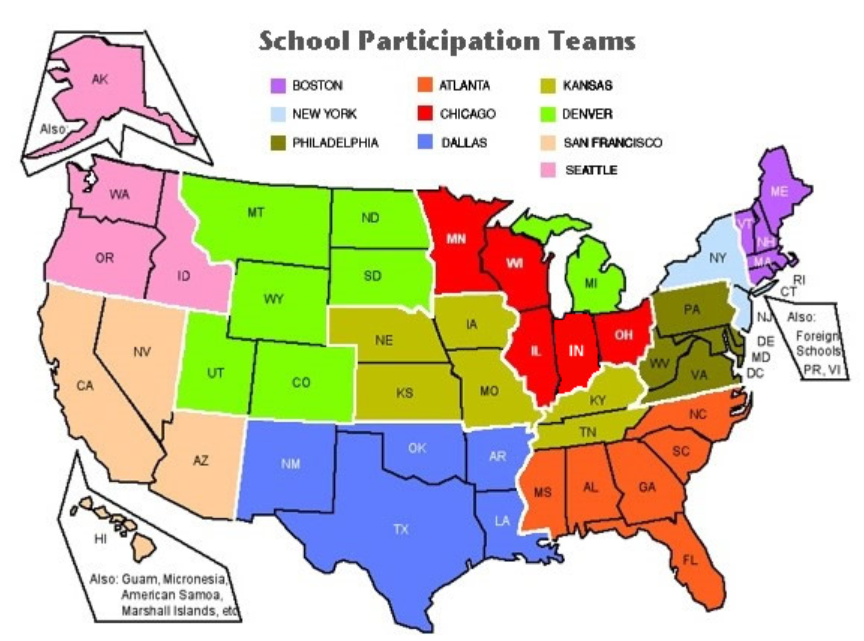 School Participation Teams
BOSTON
ATLANTA
KANSAS
NEW YORK
CHICAGO
DENVER
PHILADELPHIA
DALLAS
SAN FRANCISCO
SEATTLE
AK
Also:
WA
MT
ND
ME
OR
ID
MN
VT
NH
NY
MA
WI
SD
MI
RI
CT
WY
PA
NJ
Also:
Foreign
Schools
PR, VI
NV
NE
IA
OH
DE
MD
DC
UT
CO
IL
IN
WV
VA
CA
KS
MO
KY
NC
TN
AZ
NM
OK
AR
SC
MS
AL
GA
TX
LA
FL
HI
Also: Guam, Micronesia,
American Samoa,
Marshall Islands, etc